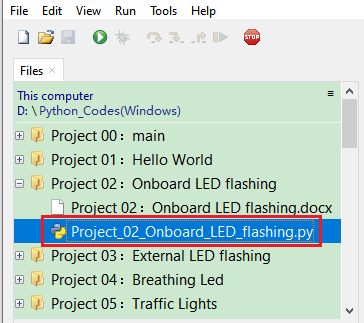 File Edit View Run Tools Help
STOP
Files ×
This computer
D: \ Python_Codes(Windows)
Project 00：main
Project 01：Hello World
Project 02：Onboard LED flashing
Project 02：Onboard LED flashing.docx
Project_02_Onboard_LED_flashing.py
Project 03：External LED flashing
Project 04：Breathing Led
Project 05：Traffic Lights